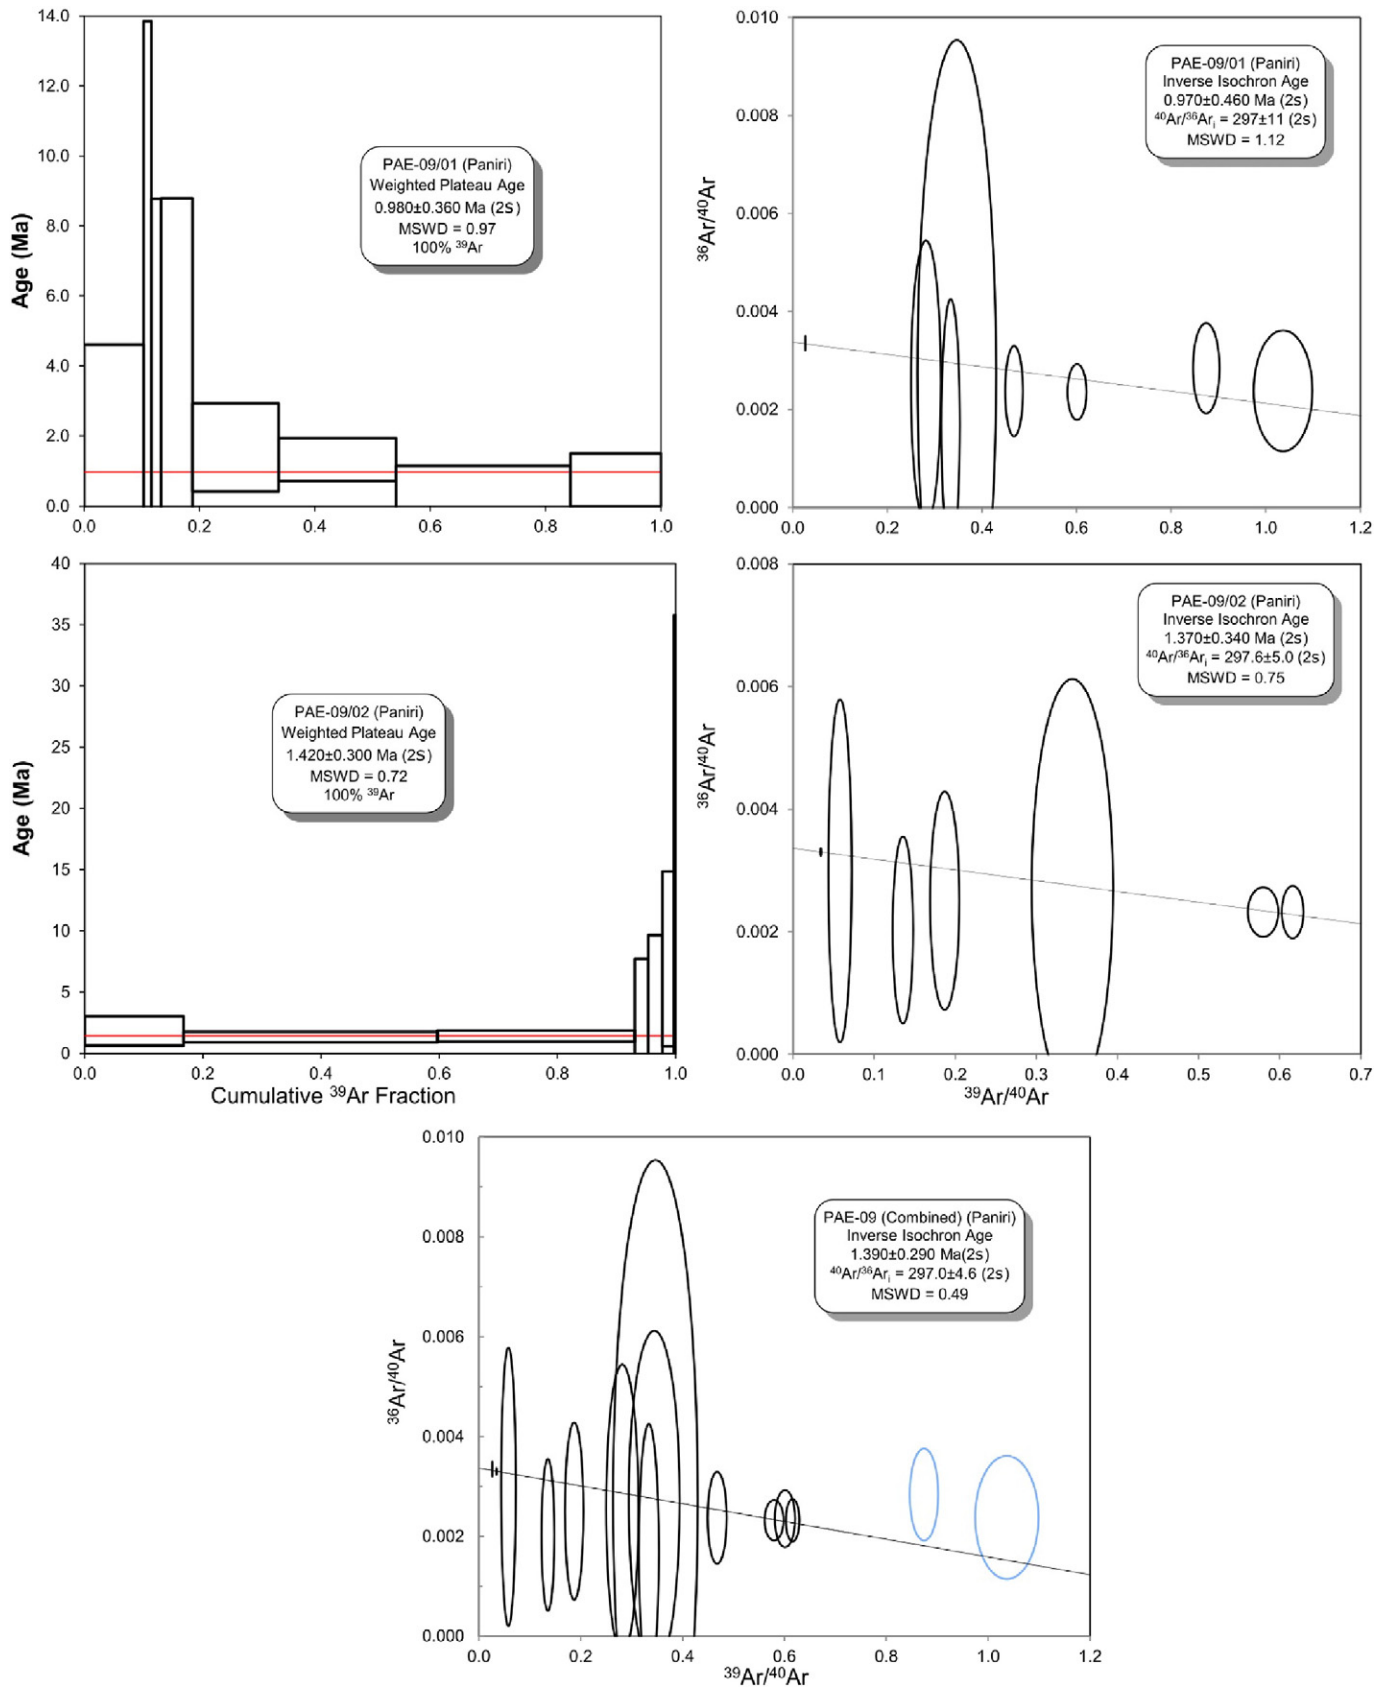 14.0
12.0
10.0
8.0
6.0
4.0
2.0
0.0
Age (Ma)
0.0 0.2 0.4 0.6 0.8 1.0
PAE-09/01 (Paniri)
Weighted Plateau Age
0.980±0.360 Ma (2s)
MSWD = 0.97
100% ³⁹Ar
0.010
0.008
0.006
0.004
0.002
0.000
³⁶Ar/⁴⁰Ar
0.0 0.2 0.4 0.6 0.8 1.0 1.2
PAE-09/01 (Paniri)
Inverse Isochron Age
0.970±0.460 Ma (2s)
⁴⁰Ar/³⁶Arᵢ = 297±11 (2s)
MSWD = 1.12
40
35
30
25
20
15
10
5
0
Age (Ma)
0.0 0.2 0.4 0.6 0.8 1.0
Cumulative ³⁹Ar Fraction
PAE-09/02 (Paniri)
Weighted Plateau Age
1.420±0.300 Ma (2s)
MSWD = 0.72
100% ³⁹Ar
0.008
0.006
0.004
0.002
0.000
³⁶Ar/⁴⁰Ar
0.0 0.1 0.2 0.3 0.4 0.5 0.6 0.7
³⁹Ar/⁴⁰Ar
PAE-09/02 (Paniri)
Inverse Isochron Age
1.370±0.340 Ma (2s)
⁴⁰Ar/³⁶Arᵢ = 297.6±5.0 (2s)
MSWD = 0.75
0.010
0.008
0.006
0.004
0.002
0.000
³⁶Ar/⁴⁰Ar
0.0 0.2 0.4 0.6 0.8 1.0 1.2
³⁹Ar/⁴⁰Ar
PAE-09 (Combined) (Paniri)
Inverse Isochron Age
1.390±0.290 Ma(2s)
⁴⁰Ar/³⁶Arᵢ = 297.0±4.6 (2s)
MSWD = 0.49